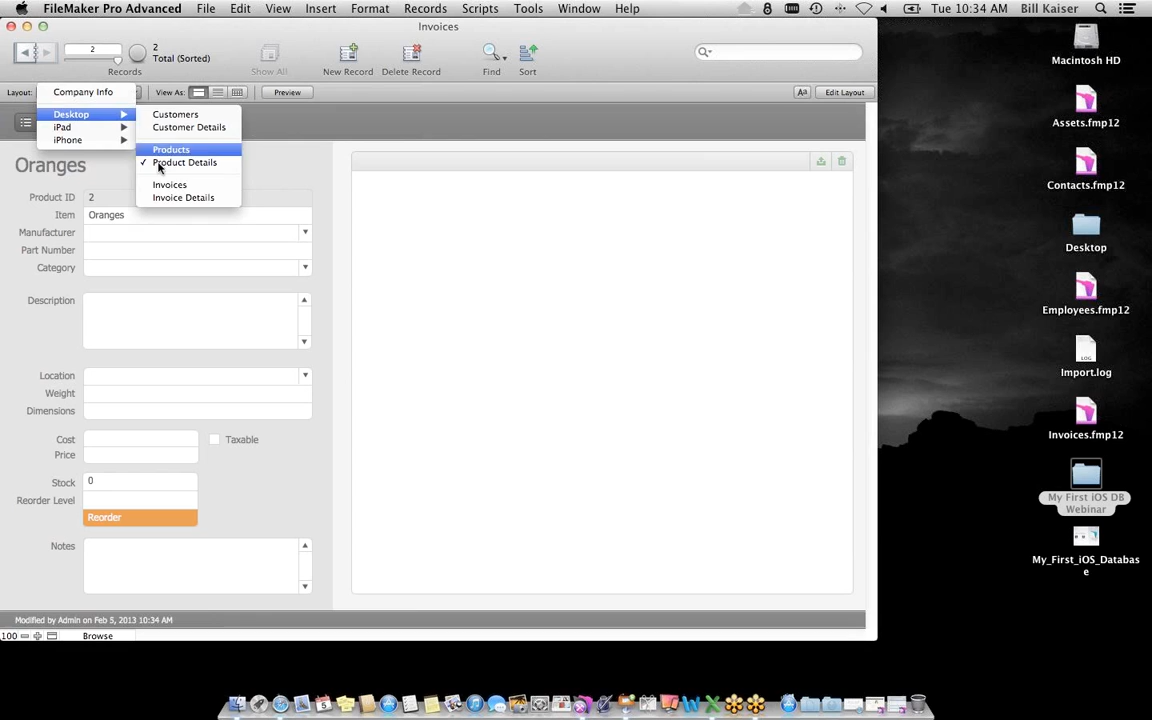 FileMaker Pro Advanced File Edit View Insert Format Records Scripts Tools Window Help
Tue 10:34 AM Bill Kaiser
Invoices
2
2
Total (Sorted)
Records
Show All
New Record
Delete Record
Find
Sort
Layout:
View As:
Preview
Aa
Edit Layout
Company Info
Desktop
iPad
iPhone
Customers
Customer Details
Products
✓ Product Details
Invoices
Invoice Details
Oranges
Product ID 2
Item Oranges
Manufacturer
Part Number
Category
Description
Location
Weight
Dimensions
Cost
Taxable
Price
Stock 0
Reorder Level
Reorder
Notes
Modified by Admin on Feb 5, 2013 10:34 AM
100
Browse
Macintosh HD
Assets.fmp12
Contacts.fmp12
Desktop
Employees.fmp12
LOG
Import.log
Invoices.fmp12
My First iOS DB
Webinar
My_First_iOS_Databas
e
5